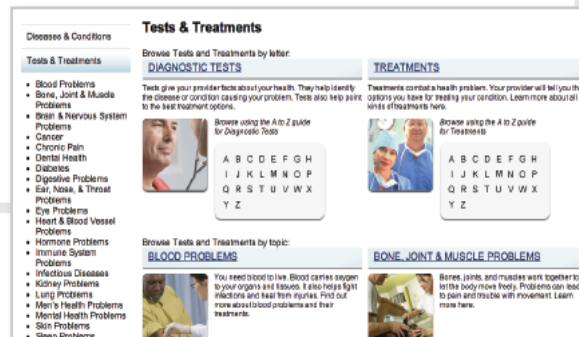 Diseases & Conditions
Tests & Treatments
Blood Problems
Bone, Joint & Muscle
Problems
Brain & Nervous System
Problems
Cancer
Chronic Pain
Dental Health
Diabetes
Digestive Problems
Ear, Nose, & Throat
Problems
Eye Problems
Heart & Blood Vessel
Problems
Hormone Problems
Immune System
Problems
Infectious Diseases
Kidney Problems
Lung Problems
Men's Health Problems
Mental Health Problems
Skin Problems
Sleep Problems
Tests & Treatments
Browse Tests and Treatments by letter:
DIAGNOSTIC TESTS
Tests give your provider facts about your health. They help identify
the disease or condition causing your problem. Tests also help point
to the best treatment options.
Browse using the A to Z guide
for Diagnostic Tests
A B C D E F G H
I J K L M N O P
Q R S T U V W X
Y Z
TREATMENTS
Treatments combat a health problem. Your provider will tell you th
options you have for treating your condition. Learn more about all
kinds of treatments here.
Browse using the A to Z guide
for Treatments
A B C D E F G H
I J K L M N O P
Q R S T U V W X
Y Z
Browse Tests and Treatments by topic:
BLOOD PROBLEMS
You need blood to live. Blood carries oxygen
to your organs and tissues. It also helps fight
infections and heal from injuries. Find out
more about blood problems and their
treatments.
BONE, JOINT & MUSCLE PROBLEMS
Bones, joints, and muscles work together to
let the body move freely. Problems can lead
to pain and trouble with movement. Learn
more here.